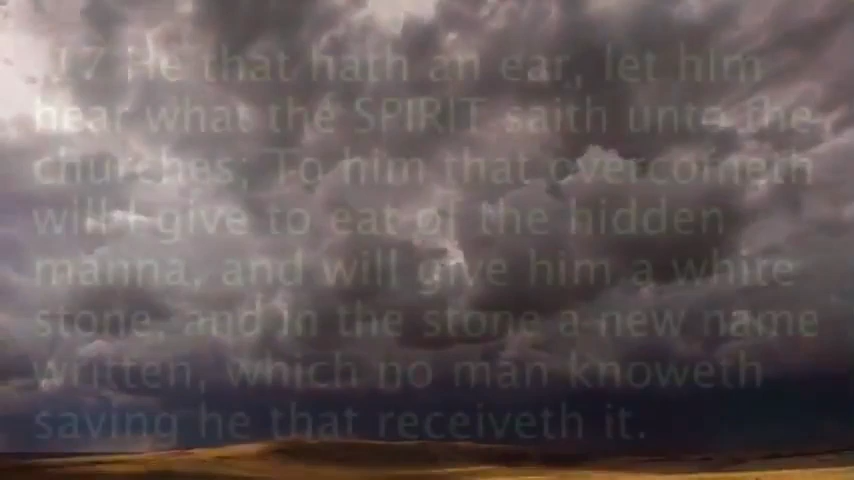 17 He that hath an ear, let him
hear what the SPIRIT saith unto the
churches; To him that overcometh
will I give to eat of the hidden
manna, and will give him a white
stone, and in the stone a new name
written, which no man knoweth
saving he that receiveth it.